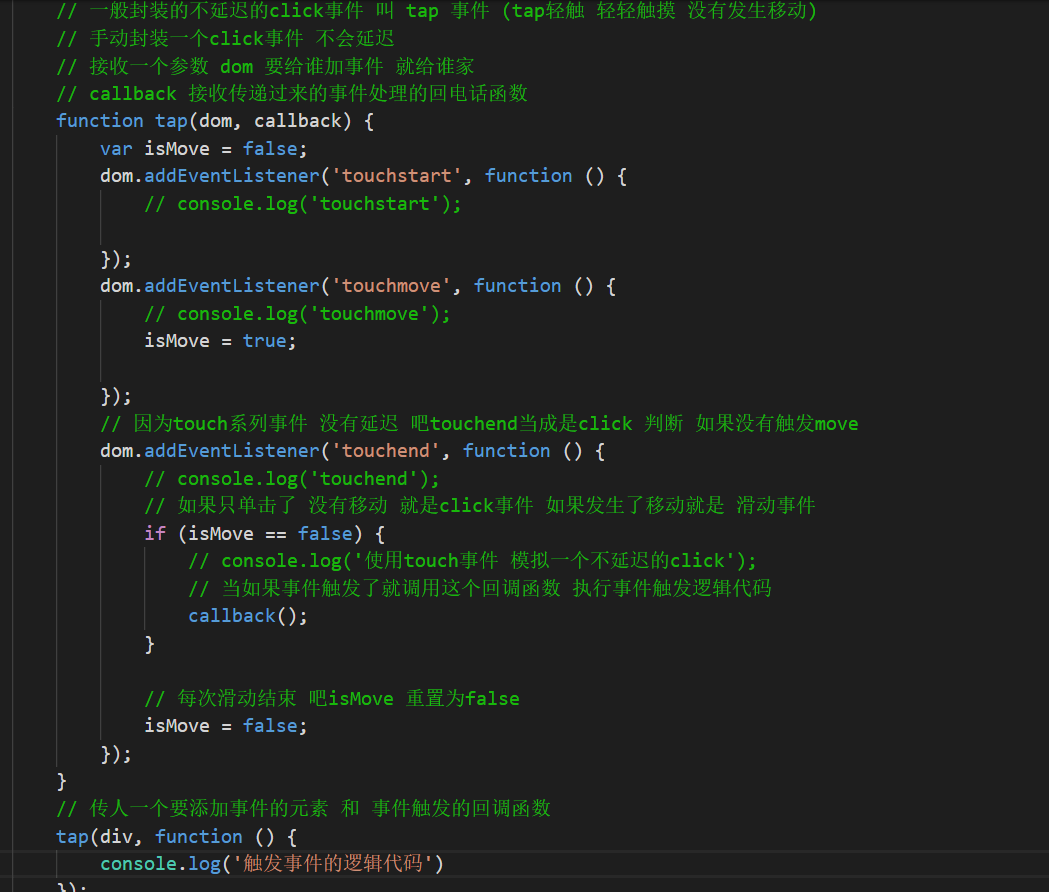 // 一般封装的不延迟的click事件 叫 tap 事件 (tap轻触 轻轻触摸 没有发生移动)
// 手动封装一个click事件 不会延迟
// 接收一个参数 dom 要给谁加事件 就给谁家
// callback 接收传递过来的事件处理的回电话函数
function tap(dom, callback) {
var isMove = false;
dom.addEventListener('touchstart', function () {
// console.log('touchstart');
});
dom.addEventListener('touchmove', function () {
// console.log('touchmove');
isMove = true;
});
// 因为touch系列事件 没有延迟 吧touchend当成是click 判断 如果没有触发move
dom.addEventListener('touchend', function () {
// console.log('touchend');
// 如果只单击了 没有移动 就是click事件 如果发生了移动就是 滑动事件
if (isMove == false) {
// console.log('使用touch事件 模拟一个不延迟的click');
// 当如果事件触发了就调用这个回调函数 执行事件触发逻辑代码
callback();
}
// 每次滑动结束 吧isMove 重置为false
isMove = false;
});
}
// 传人一个要添加事件的元素 和 事件触发的回调函数
tap(div, function () {
console.log('触发事件的逻辑代码')
});